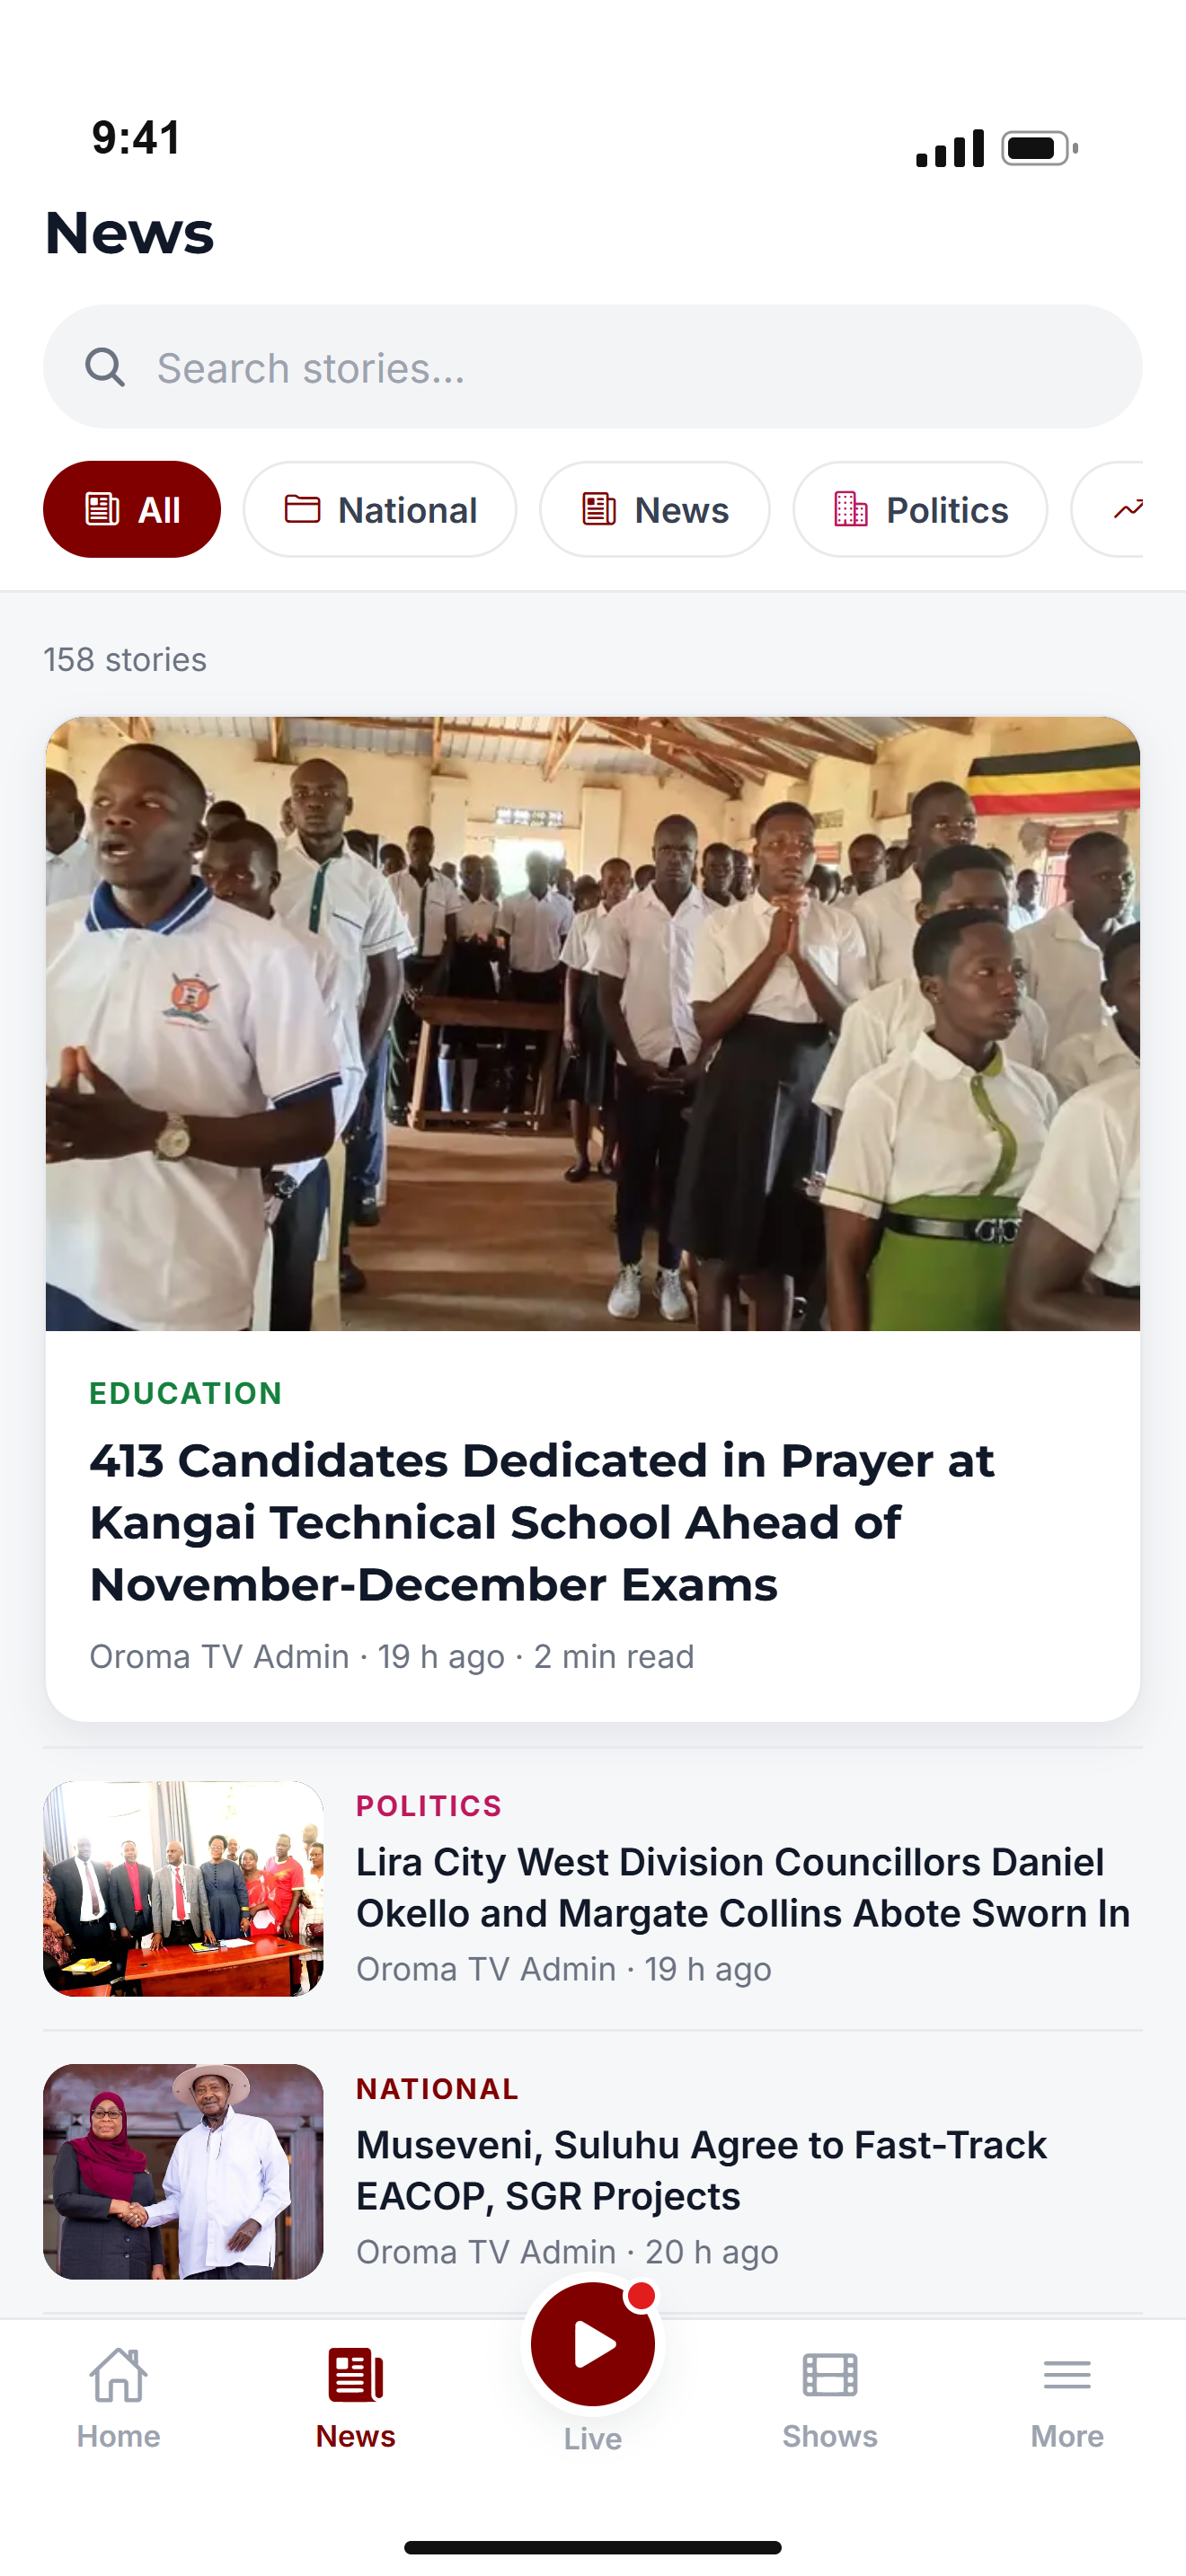 9:41
News
Search stories...
All
National
News
Politics
158 stories
EDUCATION
413 Candidates Dedicated in Prayer at
Kangai Technical School Ahead of
November-December Exams
Oroma TV Admin · 19 h ago · 2 min read
POLITICS
Lira City West Division Councillors Daniel
Okello and Margate Collins Abote Sworn In
Oroma TV Admin · 19 h ago
NATIONAL
Museveni, Suluhu Agree to Fast-Track
EACOP, SGR Projects
Oroma TV Admin · 20 h ago
Home
News
Live
Shows
More